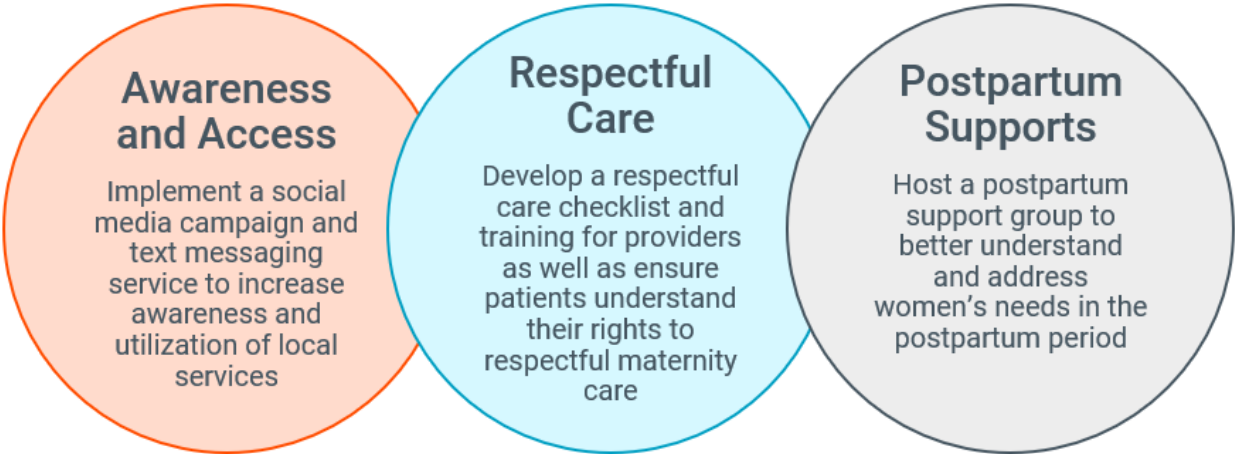 Awareness
and Access
Implement a social
media campaign and
text messaging
service to increase
awareness and
utilization of local
services
Respectful
Care
Develop a respectful
care checklist and
training for providers
as well as ensure
patients understand
their rights to
respectful maternity
care
Postpartum
Supports
Host a postpartum
support group to
better understand
and address
women’s needs in the
postpartum period